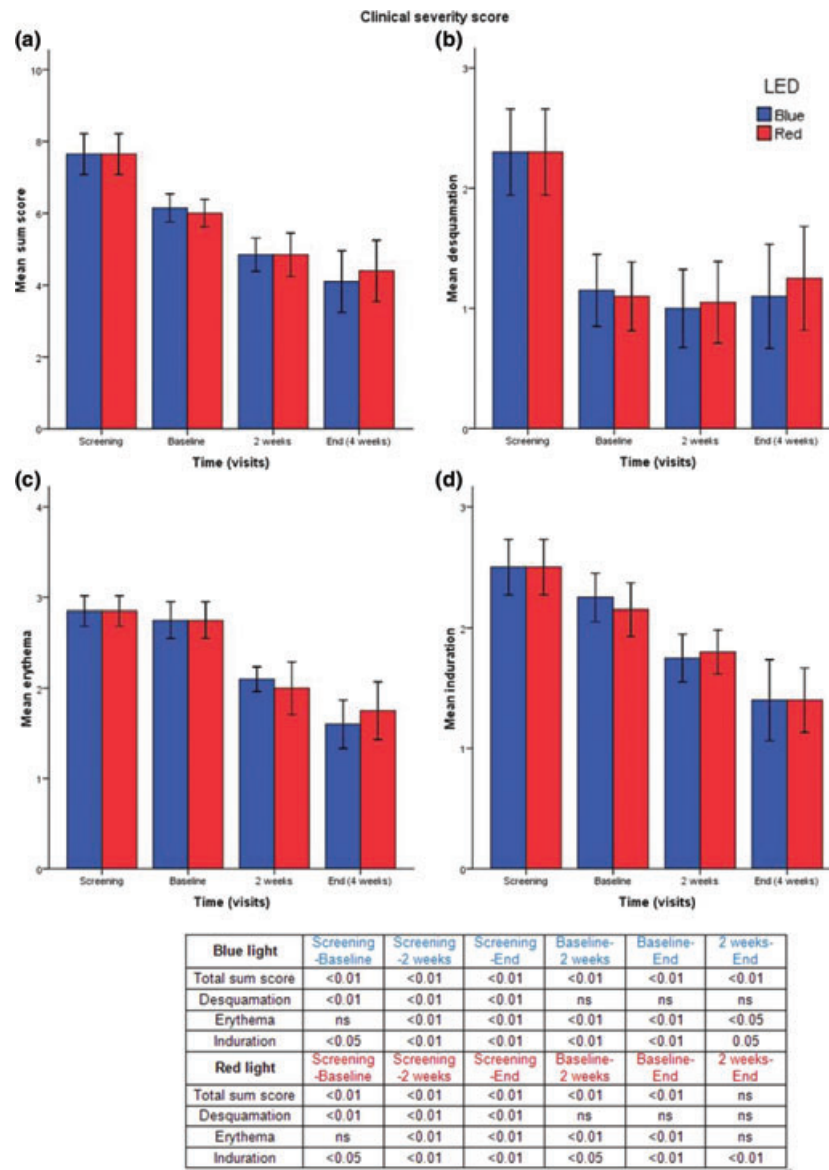 Clinical severity score
(a)
10
8
6
4
2
0
Mean sum score
Screening Baseline 2 weeks End (4 weeks)
Time (visits)
(b)
3
2
1
0
Mean desquamation
LED
Blue
Red
Screening Baseline 2 weeks End (4 weeks)
Time (visits)
(c)
4
3
2
1
0
Mean erythema
Screening Baseline 2 weeks End (4 weeks)
Time (visits)
(d)
3
2
1
0
Mean induration
Screening Baseline 2 weeks End (4 weeks)
Time (visits)
Blue light Screening -Baseline Screening -2 weeks Screening -End Baseline- 2 weeks Baseline- End 2 weeks- End
Total sum score <0.01 <0.01 <0.01 <0.01 <0.01 <0.01
Desquamation <0.01 <0.01 <0.01 ns ns ns
Erythema ns <0.01 <0.01 <0.01 <0.01 <0.05
Induration <0.05 <0.01 <0.01 <0.01 <0.01 0.05
Red light Screening -Baseline Screening -2 weeks Screening -End Baseline- 2 weeks Baseline- End 2 weeks- End
Total sum score <0.01 <0.01 <0.01 <0.01 <0.01 ns
Desquamation <0.01 <0.01 <0.01 ns ns ns
Erythema ns <0.01 <0.01 <0.01 <0.01 ns
Induration <0.05 <0.01 <0.01 <0.05 <0.01 <0.01